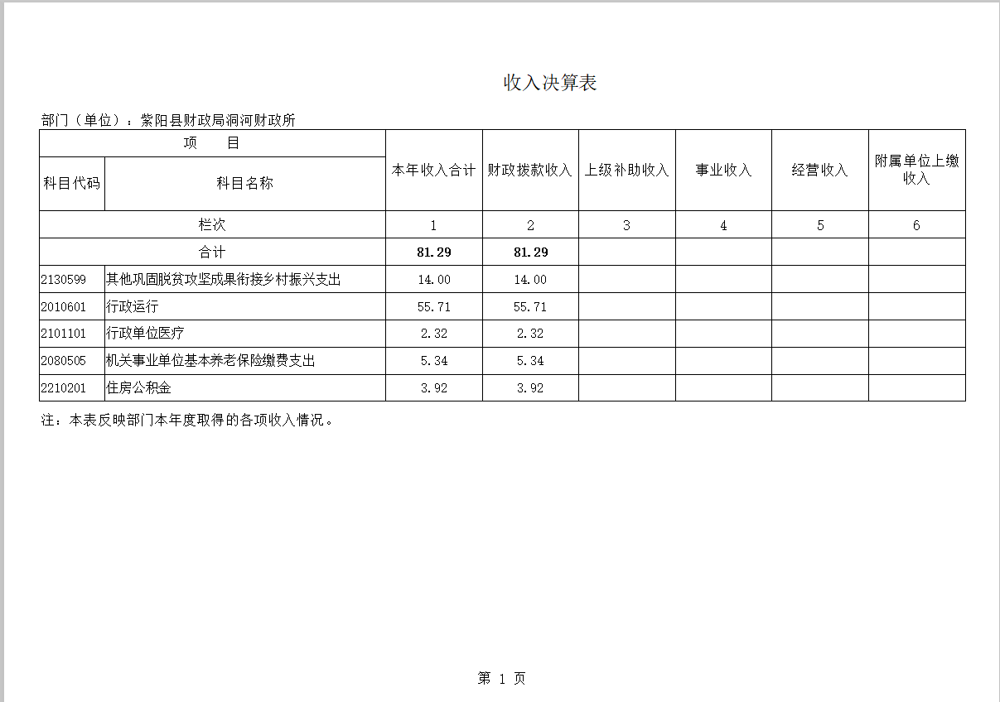 收入决算表
部门（单位）：紫阳县财政局洞河财政所
项 目 本年收入合计 财政拨款收入 上级补助收入 事业收入 经营收入 附属单位上缴收入
科目代码 科目名称
栏次 1 2 3 4 5 6
合计 81.29 81.29
2130599 其他巩固脱贫攻坚成果衔接乡村振兴支出 14.00 14.00
2010601 行政运行 55.71 55.71
2101101 行政单位医疗 2.32 2.32
2080505 机关事业单位基本养老保险缴费支出 5.34 5.34
2210201 住房公积金 3.92 3.92
注：本表反映部门本年度取得的各项收入情况。
第 1 页